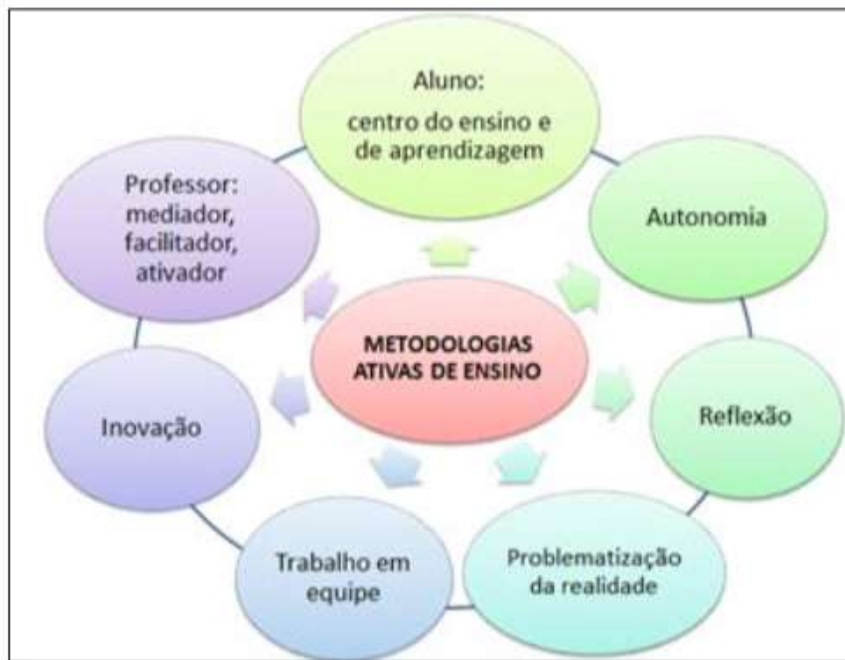 Aluno:
centro do ensino e
de aprendizagem
Professor:
mediador,
facilitador,
ativador
Autonomia
METODOLOGIAS
ATIVAS DE ENSINO
Inovação
Reflexão
Trabalho em
equipe
Problematização
da realidade